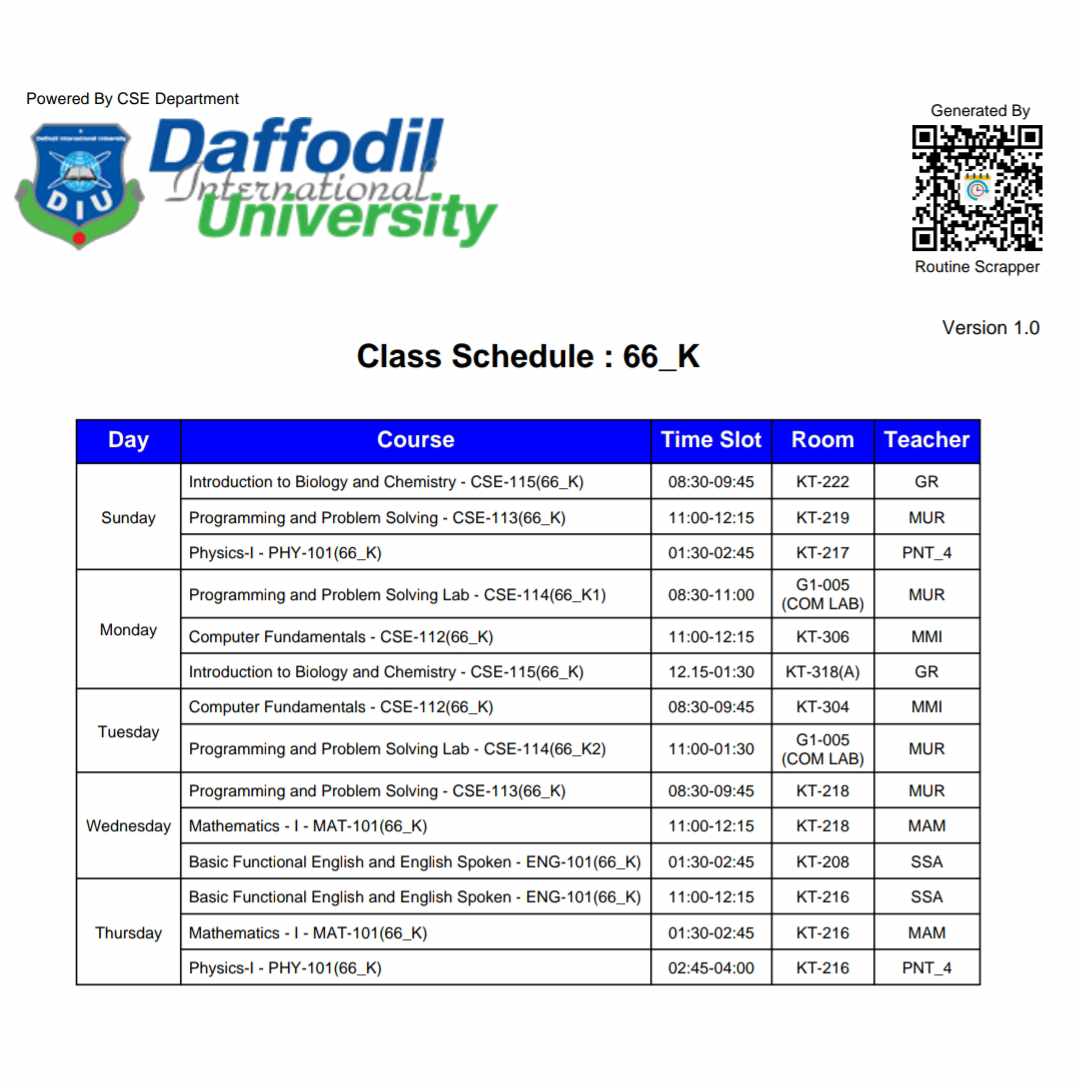 Powered By CSE Department
Daffodil International University
DIU
Daffodil
International
University
Generated By
Routine Scrapper
Version 1.0
Class Schedule : 66_K
Day Course Time Slot Room Teacher
Sunday
Introduction to Biology and Chemistry - CSE-115(66_K) 08:30-09:45 KT-222 GR
Programming and Problem Solving - CSE-113(66_K) 11:00-12:15 KT-219 MUR
Physics-I - PHY-101(66_K) 01:30-02:45 KT-217 PNT_4
Monday
Programming and Problem Solving Lab - CSE-114(66_K1) 08:30-11:00 G1-005 (COM LAB) MUR
Computer Fundamentals - CSE-112(66_K) 11:00-12:15 KT-306 MMI
Introduction to Biology and Chemistry - CSE-115(66_K) 12.15-01:30 KT-318(A) GR
Tuesday
Computer Fundamentals - CSE-112(66_K) 08:30-09:45 KT-304 MMI
Programming and Problem Solving Lab - CSE-114(66_K2) 11:00-01:30 G1-005 (COM LAB) MUR
Wednesday
Programming and Problem Solving - CSE-113(66_K) 08:30-09:45 KT-218 MUR
Mathematics - I - MAT-101(66_K) 11:00-12:15 KT-218 MAM
Basic Functional English and English Spoken - ENG-101(66_K) 01:30-02:45 KT-208 SSA
Thursday
Basic Functional English and English Spoken - ENG-101(66_K) 11:00-12:15 KT-216 SSA
Mathematics - I - MAT-101(66_K) 01:30-02:45 KT-216 MAM
Physics-I - PHY-101(66_K) 02:45-04:00 KT-216 PNT_4